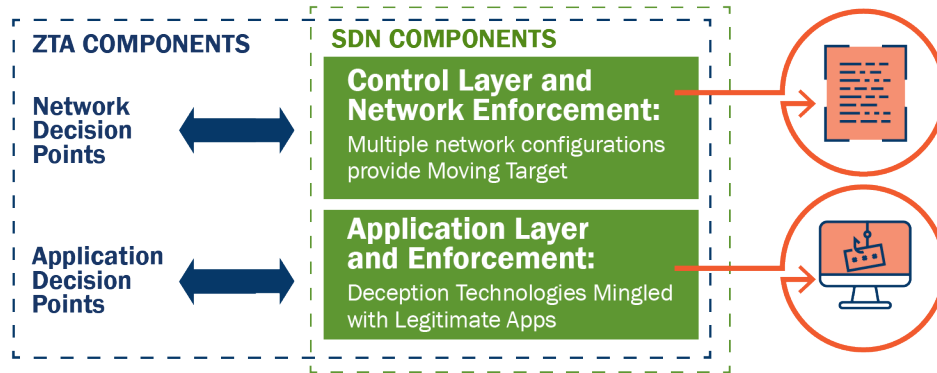 ZTA COMPONENTS
SDN COMPONENTS
Network
Decision
Points
Control Layer and
Network Enforcement:
Multiple network configurations
provide Moving Target
Application
Decision
Points
Application Layer
and Enforcement:
Deception Technologies Mingled
with Legitimate Apps